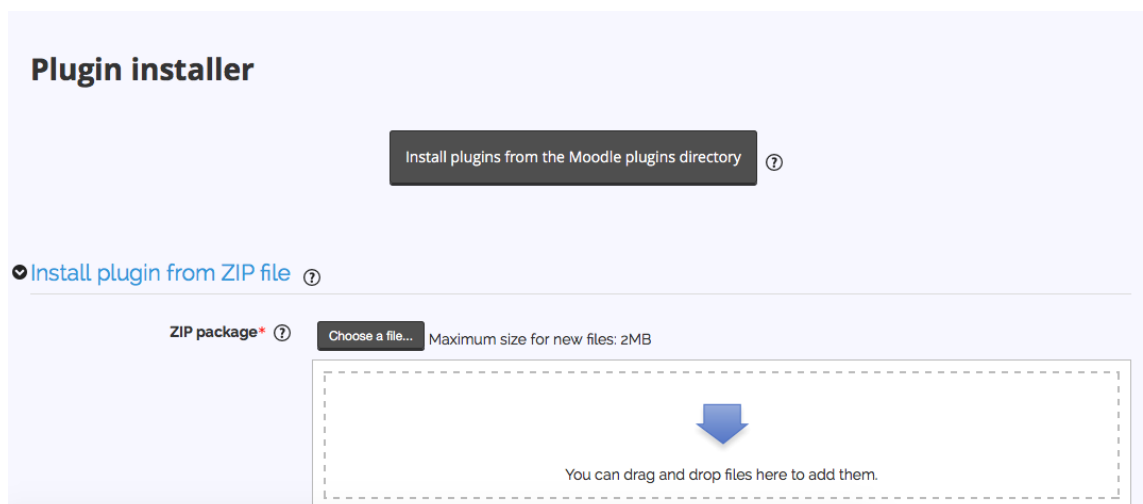 Plugin installer
Install plugins from the Moodle plugins directory
Install plugin from ZIP file
ZIP package*
Choose a file... Maximum size for new files: 2MB
You can drag and drop files here to add them.